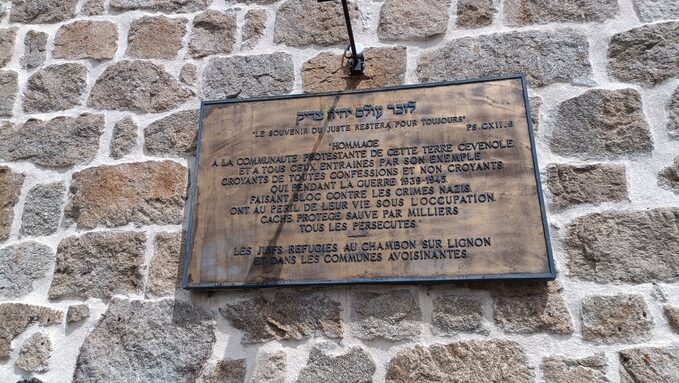 לזכר עולם יהיה צדיק
"LE SOUVENIR DU JUSTE RESTERA POUR TOUJOURS" PS.CXII.6
HOMMAGE
A LA COMMUNAUTE PROTESTANTE DE CETTE TERRE CEVENOLE
ET A TOUS CEUX ENTRAINES PAR SON EXEMPLE
CROYANTS DE TOUTES CONFESSIONS ET NON CROYANTS
QUI PENDANT LA GUERRE 1939-1945
FAISANT BLOC CONTRE LES CRIMES NAZIS
ONT AU PERIL DE LEUR VIE SOUS L'OCCUPATION
CACHE PROTEGE SAUVE PAR MILLIERS
TOUS LES PERSECUTES
LES JUIFS REFUGIES AU CHAMBON SUR LIGNON
ET DANS LES COMMUNES AVOISINANTES